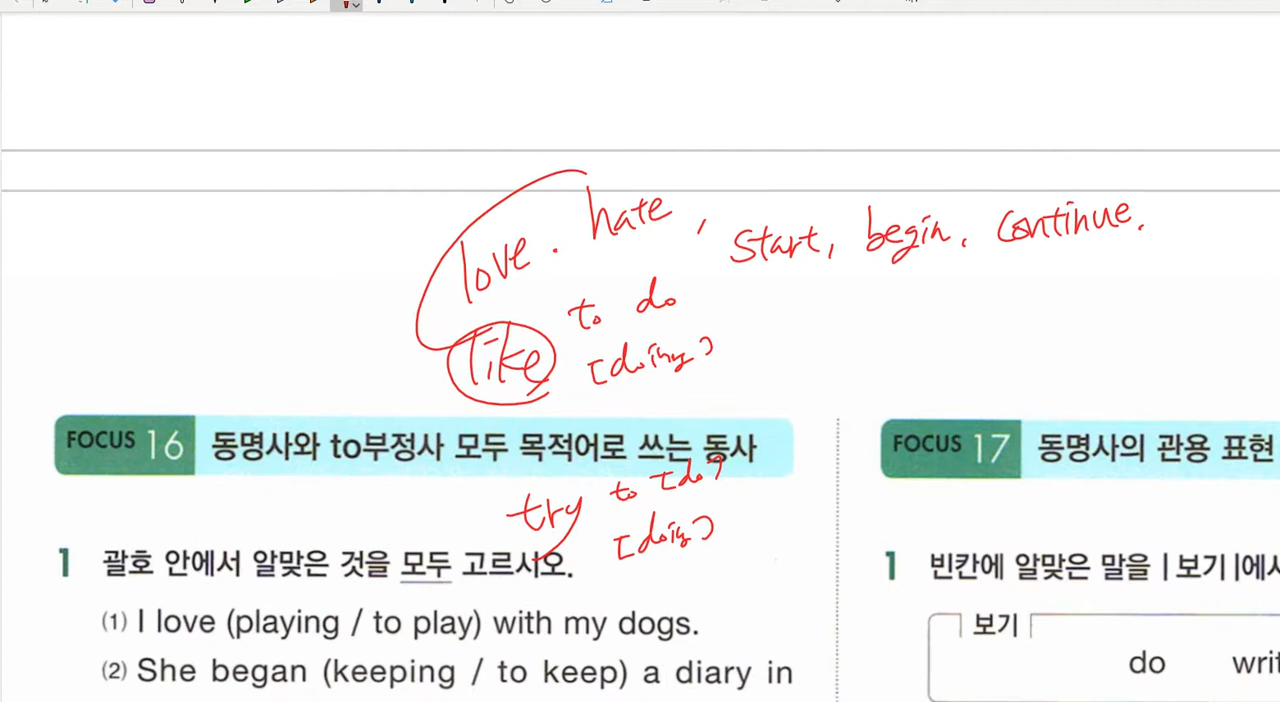 love. hate, start, begin, continue.
like to do
[doing]
FOCUS 16 동명사와 to부정사 모두 목적어로 쓰는 동사
try to [do]
[doing]
1 괄호 안에서 알맞은 것을 모두 고르시오.
(1) I love (playing / to play) with my dogs.
(2) She began (keeping / to keep) a diary in
FOCUS 17 동명사의 관용 표현
1 빈칸에 알맞은 말을 | 보기 |에서
보기
do writ